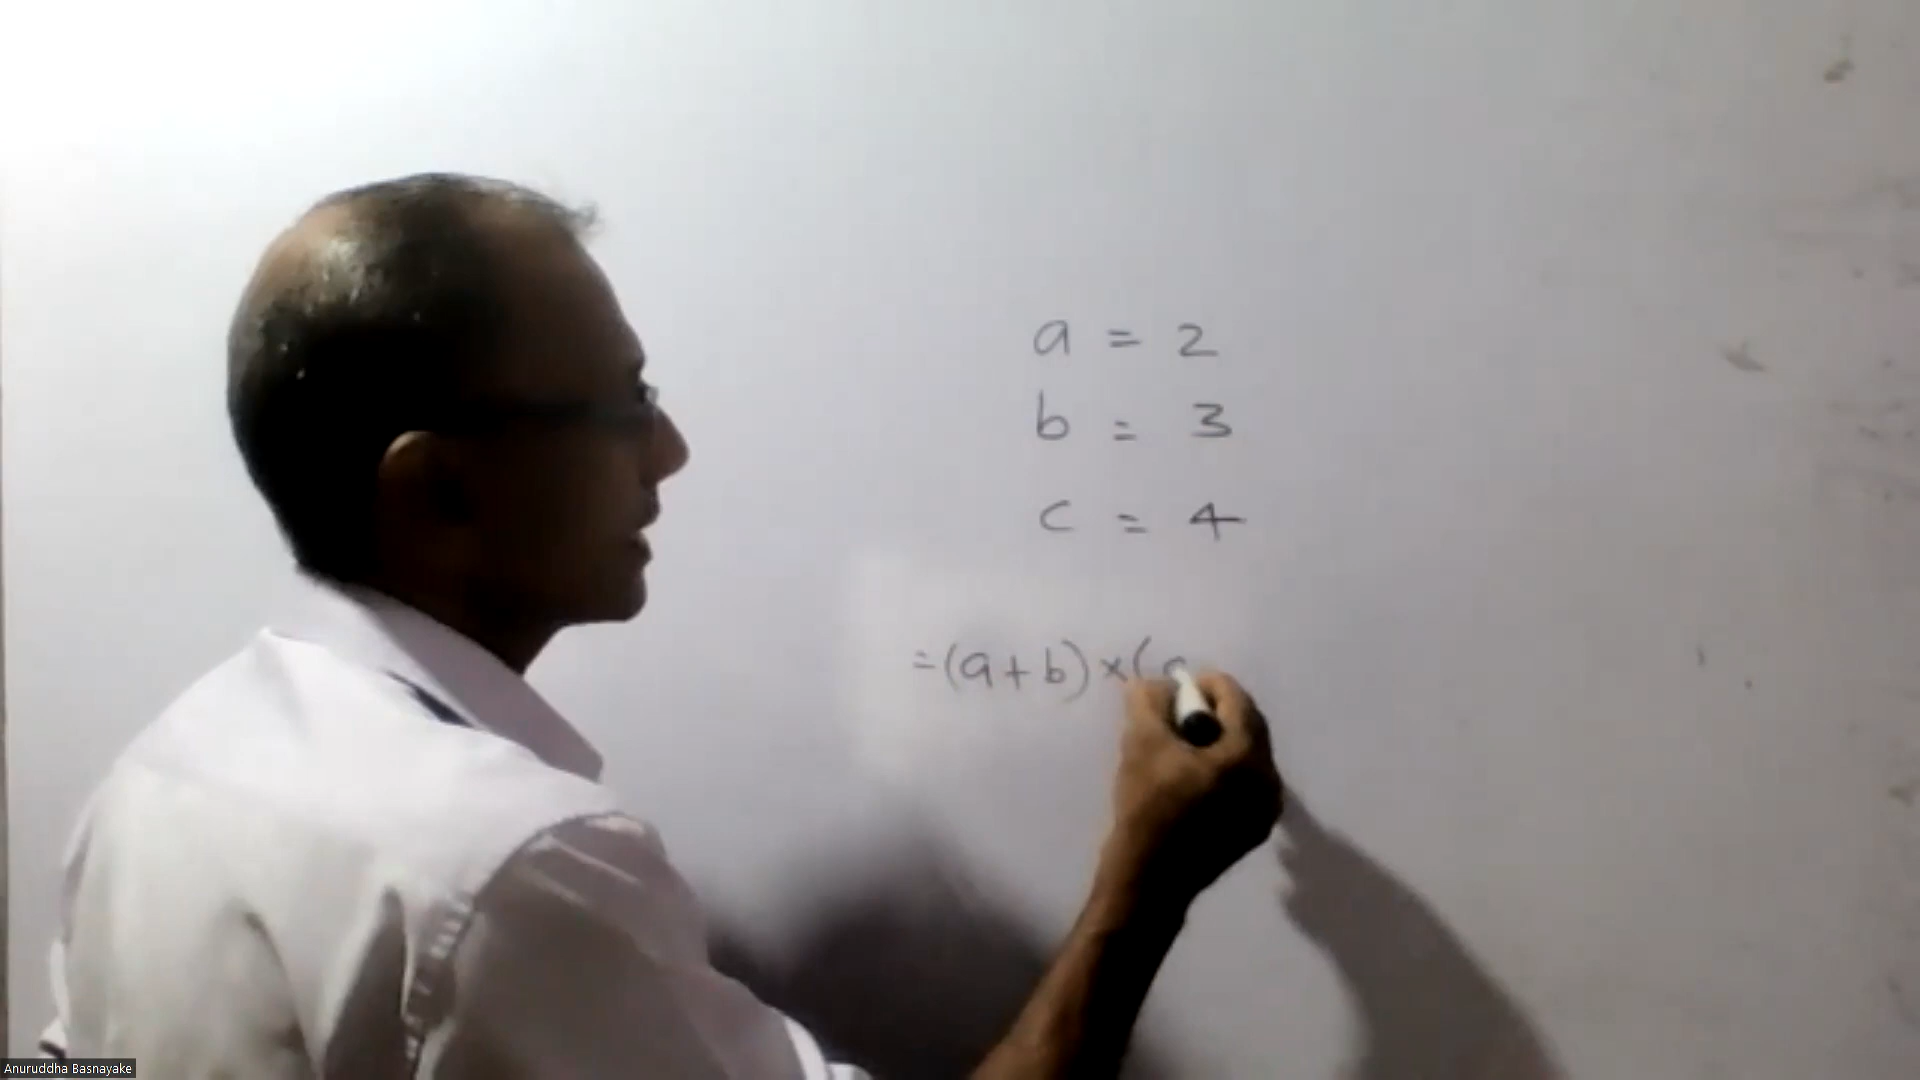 a = 2
b = 3
c = 4
=(a+b)×(
Anuruddha Basnayake